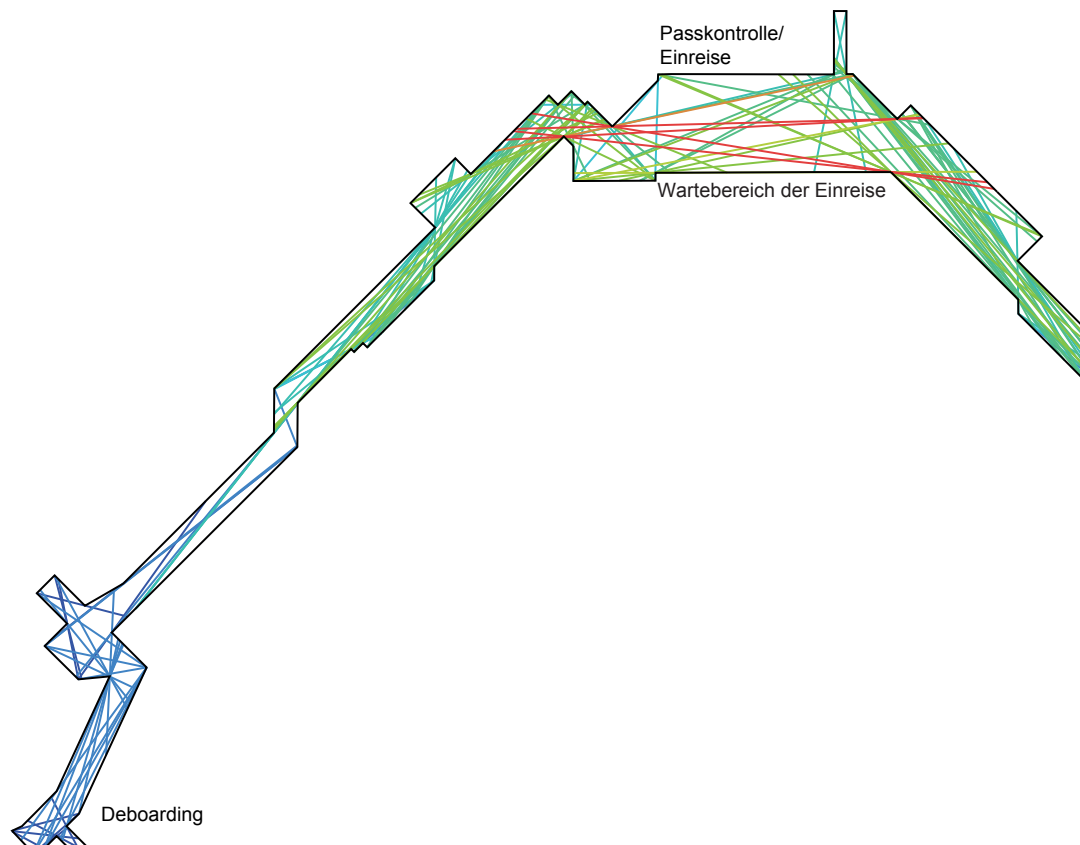 Passkontrolle/
Einreise
Wartebereich der Einreise
Deboarding